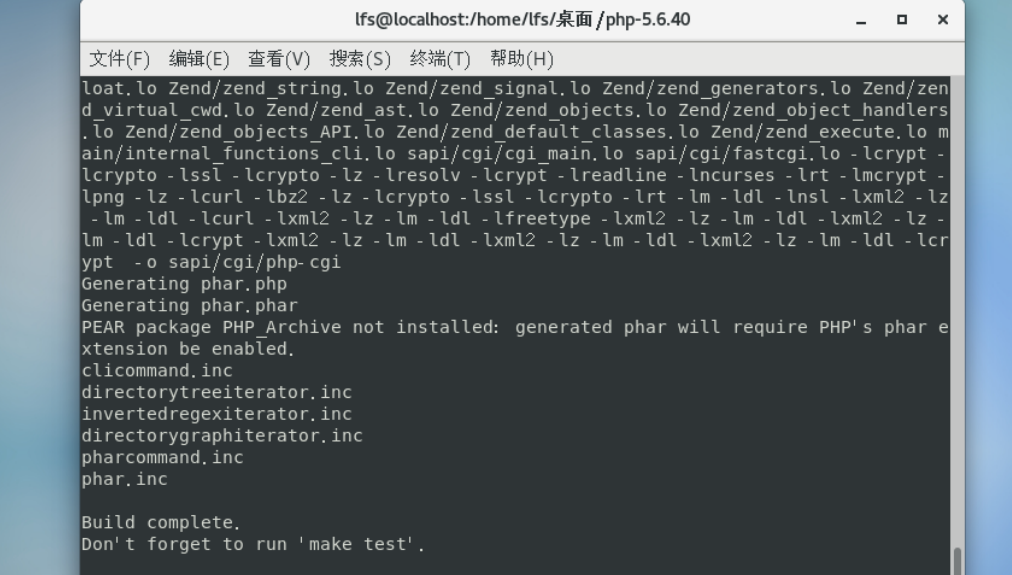 lfs@localhost:/home/lfs/桌面/php-5.6.40
文件(F) 编辑(E) 查看(V) 搜索(S) 终端(T) 帮助(H)
loat.lo Zend/zend_string.lo Zend/zend_signal.lo Zend/zend_generators.lo Zend/zen
d_virtual_cwd.lo Zend/zend_ast.lo Zend/zend_objects.lo Zend/zend_object_handlers
.lo Zend/zend_objects_API.lo Zend/zend_default_classes.lo Zend/zend_execute.lo m
ain/internal_functions_cli.lo sapi/cgi/cgi_main.lo sapi/cgi/fastcgi.lo -lcrypt -
lcrypto -lssl -lcrypto -lz -lresolv -lcrypt -lreadline -lncurses -lrt -lmcrypt -
lpng -lz -lcurl -lbz2 -lz -lcrypto -lssl -lcrypto -lrt -lm -ldl -lnsl -lxml2 -lz
-lm -ldl -lcurl -lxml2 -lz -lm -ldl -lfreetype -lxml2 -lz -lm -ldl -lxml2 -lz -
lm -ldl -lcrypt -lxml2 -lz -lm -ldl -lxml2 -lz -lm -ldl -lxml2 -lz -lm -ldl -lcr
ypt  -o sapi/cgi/php-cgi
Generating phar.php
Generating phar.phar
PEAR package PHP_Archive not installed: generated phar will require PHP's phar e
xtension be enabled.
clicommand.inc
directorytreeiterator.inc
invertedregexiterator.inc
directorygraphiterator.inc
pharcommand.inc
phar.inc
Build complete.
Don't forget to run 'make test'.